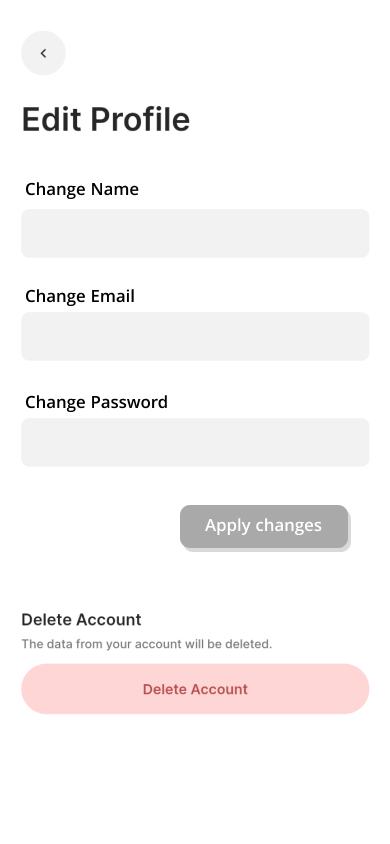 Edit Profile
Change Name
Change Email
Change Password
Apply changes
Delete Account
The data from your account will be deleted.
Delete Account